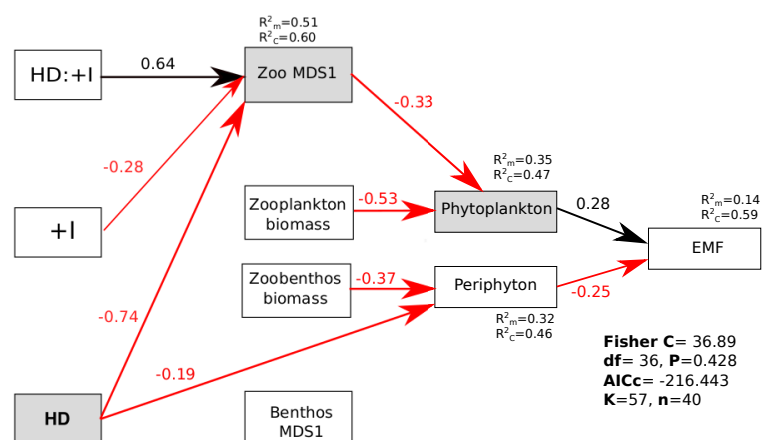 R²m=0.51
R²C=0.60
HD:+I
0.64
Zoo MDS1
-0.33
-0.28
R²m=0.35
R²C=0.47
Zooplankton
biomass
-0.53
Phytoplankton
0.28
R²m=0.14
R²C=0.59
+I
EMF
Zoobenthos
biomass
-0.37
Periphyton
-0.25
-0.74
R²m=0.32
R²C=0.46
Fisher C= 36.89
df= 36, P=0.428
AICc= -216.443
K=57, n=40
-0.19
HD
Benthos
MDS1